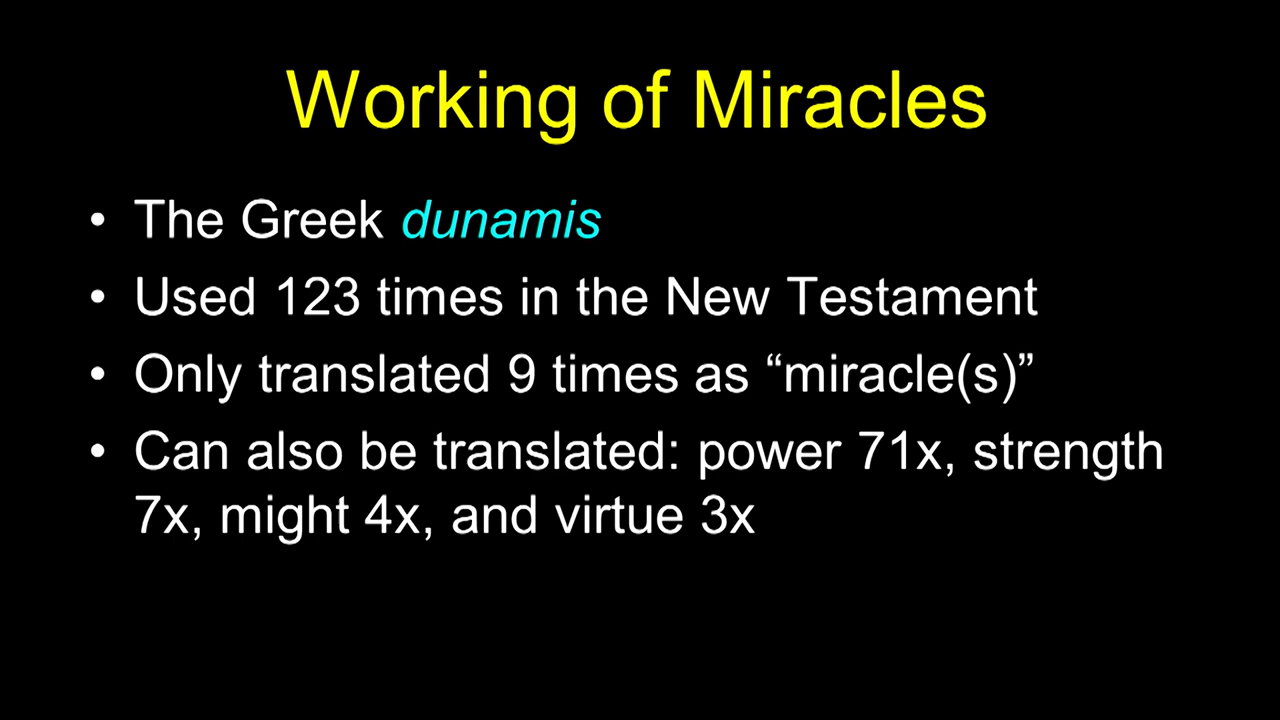 Working of Miracles
• The Greek dunamis
• Used 123 times in the New Testament
• Only translated 9 times as “miracle(s)”
• Can also be translated: power 71x, strength
7x, might 4x, and virtue 3x